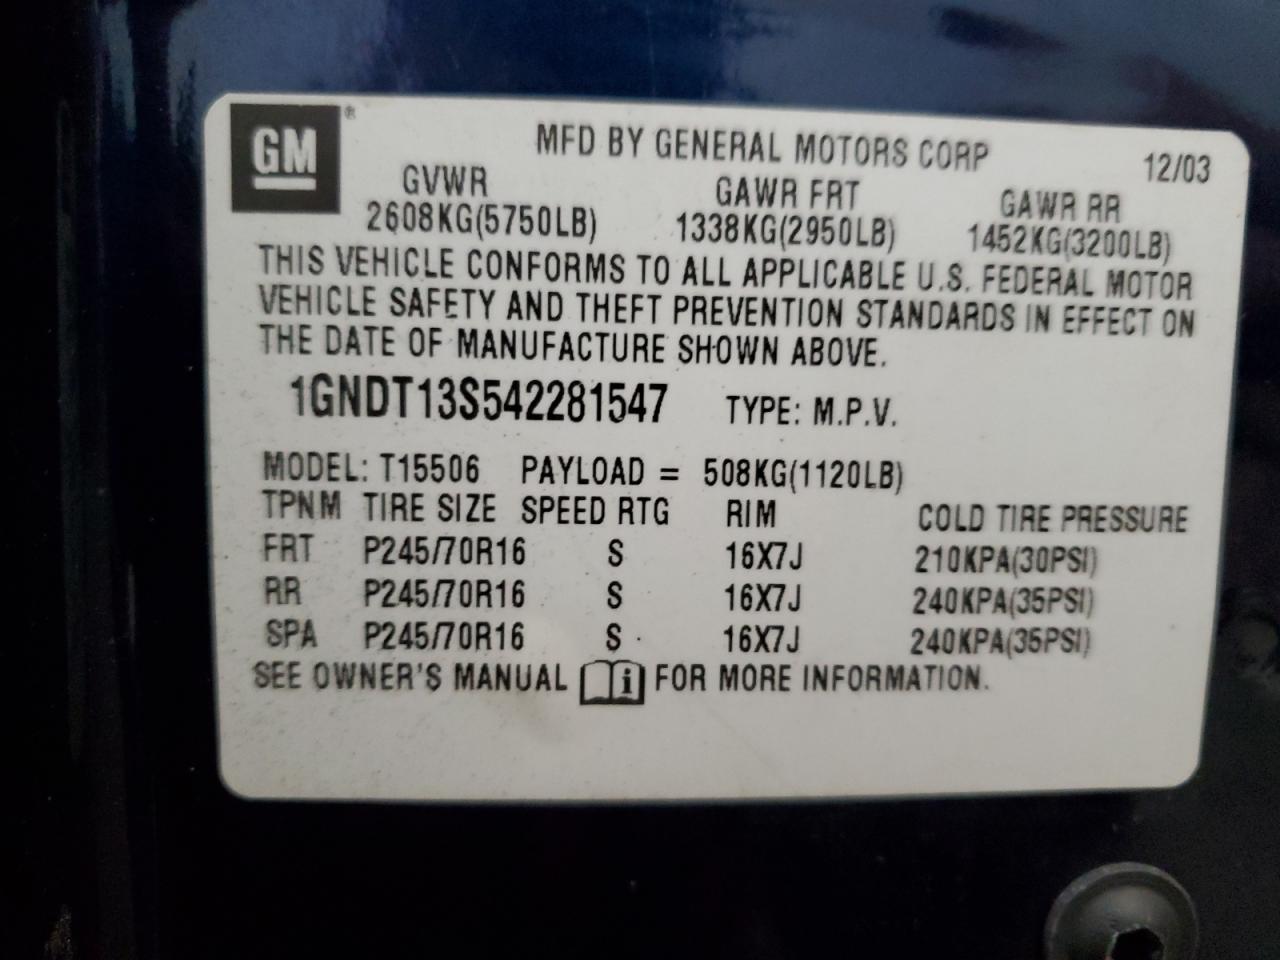 GM ®
MFD BY GENERAL MOTORS CORP 12/03
GVWR GAWR FRT GAWR RR
2608KG(5750LB) 1338KG(2950LB) 1452KG(3200LB)
THIS VEHICLE CONFORMS TO ALL APPLICABLE U.S. FEDERAL MOTOR
VEHICLE SAFETY AND THEFT PREVENTION STANDARDS IN EFFECT ON
THE DATE OF MANUFACTURE SHOWN ABOVE.
1GNDT13S542281547 TYPE: M.P.V.
MODEL: T15506 PAYLOAD = 508KG(1120LB)
TPNM TIRE SIZE SPEED RTG RIM COLD TIRE PRESSURE
FRT P245/70R16 S 16X7J 210KPA(30PSI)
RR P245/70R16 S 16X7J 240KPA(35PSI)
SPA P245/70R16 S 16X7J 240KPA(35PSI)
SEE OWNER'S MANUAL i FOR MORE INFORMATION.